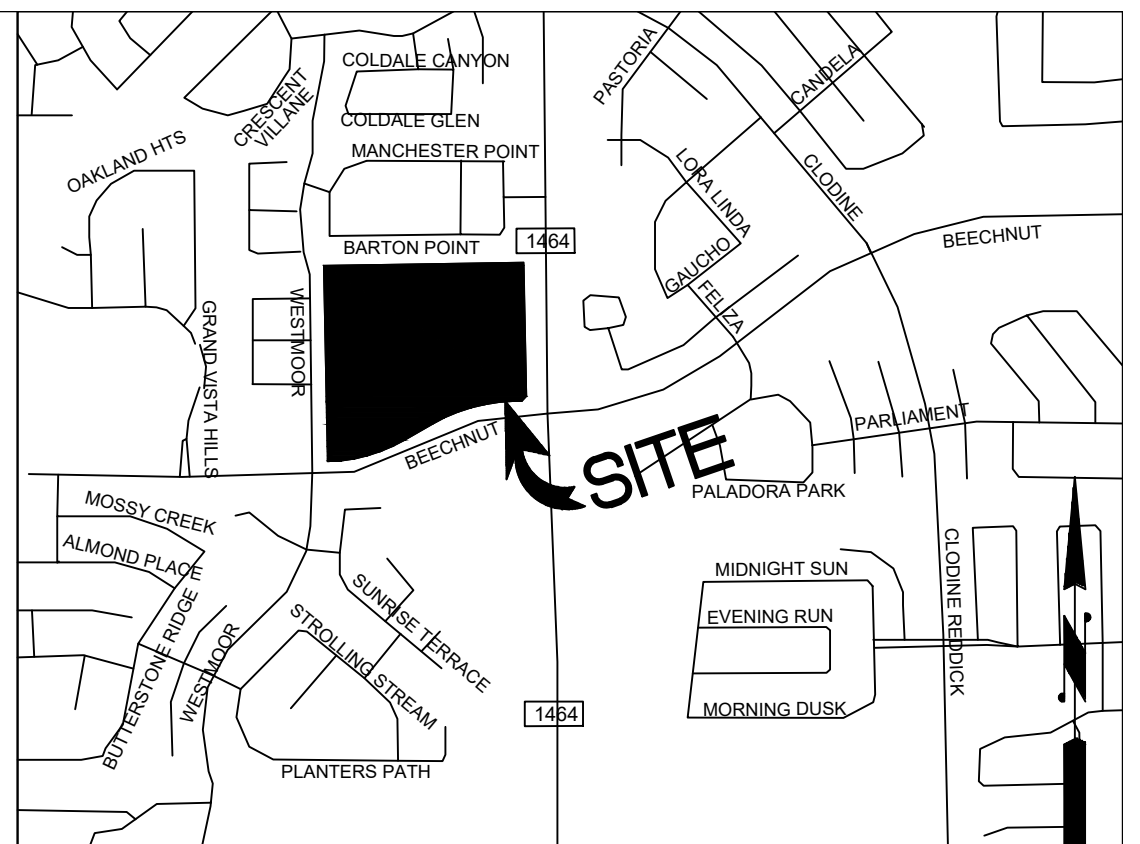 COLDALE CANYON
PASTORIA
CANDELA
CRESCENT
VILLANE
COLDALE GLEN
OAKLAND HTS
MANCHESTER POINT
LORA LINDA
CLODINE
BARTON POINT
1464
BEECHNUT
GAUCHO
FELIZA
WESTMOOR
GRAND VISTA HILLS
BEECHNUT
SITE
PARLIAMENT
PALADORA PARK
MOSSY CREEK
ALMOND PLACE
CLODINE REDDICK
MIDNIGHT SUN
SUNRISE TERRACE
EVENING RUN
STROLLING STREAM
BUTTERSTONE RIDGE
WESTMOOR
1464
MORNING DUSK
PLANTERS PATH